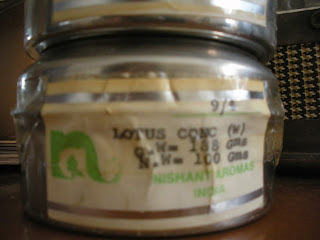 9/4
LOTUS CONC (W)
G.W= 188 Gms
N.W= 100 Gms
NISHANT AROMAS
INDIA